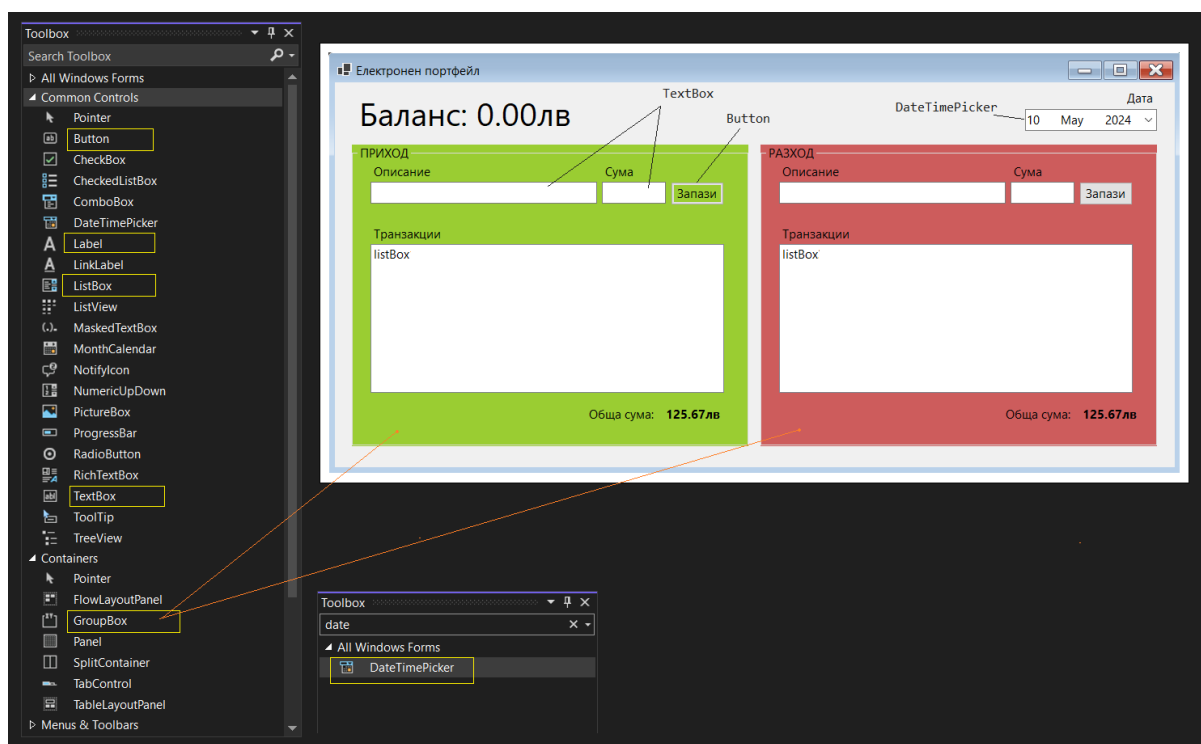 Toolbox
Search Toolbox
All Windows Forms
Common Controls
Pointer
Button
CheckBox
CheckedListBox
ComboBox
DateTimePicker
Label
LinkLabel
ListBox
ListView
MaskedTextBox
MonthCalendar
NotifyIcon
NumericUpDown
PictureBox
ProgressBar
RadioButton
RichTextBox
TextBox
ToolTip
TreeView
Containers
Pointer
FlowLayoutPanel
GroupBox
Panel
SplitContainer
TabControl
TableLayoutPanel
Menus & Toolbars
Електронен портфейл
Баланс: 0.00лв
TextBox
Button
DateTimePicker
Дата
10 May 2024
ПРИХОД
Описание Сума
Запази
Транзакции
listBox
Обща сума: 125.67лв
РАЗХОД
Описание Сума
Запази
Транзакции
listBox
Обща сума: 125.67лв
Toolbox
date
All Windows Forms
DateTimePicker